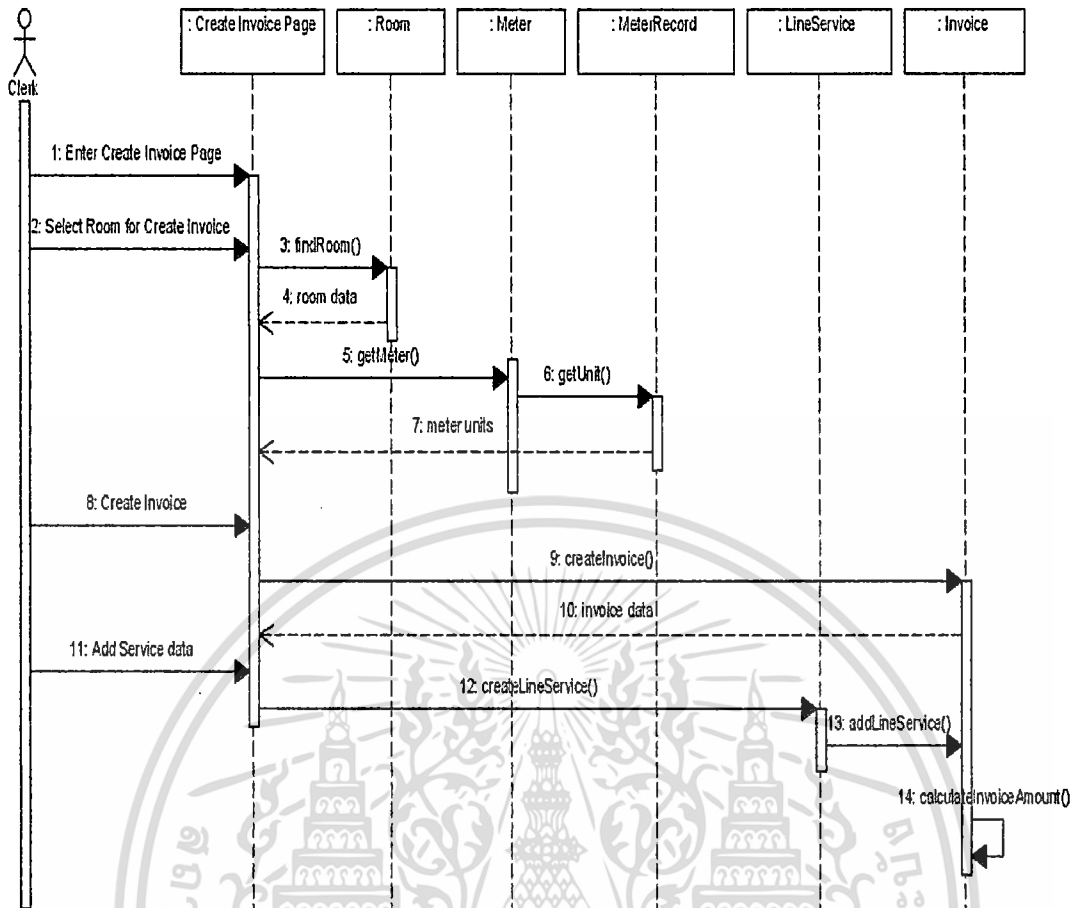 : Create Invoice Page
: Room
: Meter
: MeterRecord
: LineService
: Invoice
Clerk
1: Enter Create Invoice Page
2: Select Room for Create Invoice
3: findRoom()
4: room data
5: getMeter()
6: getUnit()
7: meter units
8: Create Invoice
9: createInvoice()
10: invoice data
11: Add Service data
12: createLineService()
13: addLineService()
14: calculateInvoiceAmount()